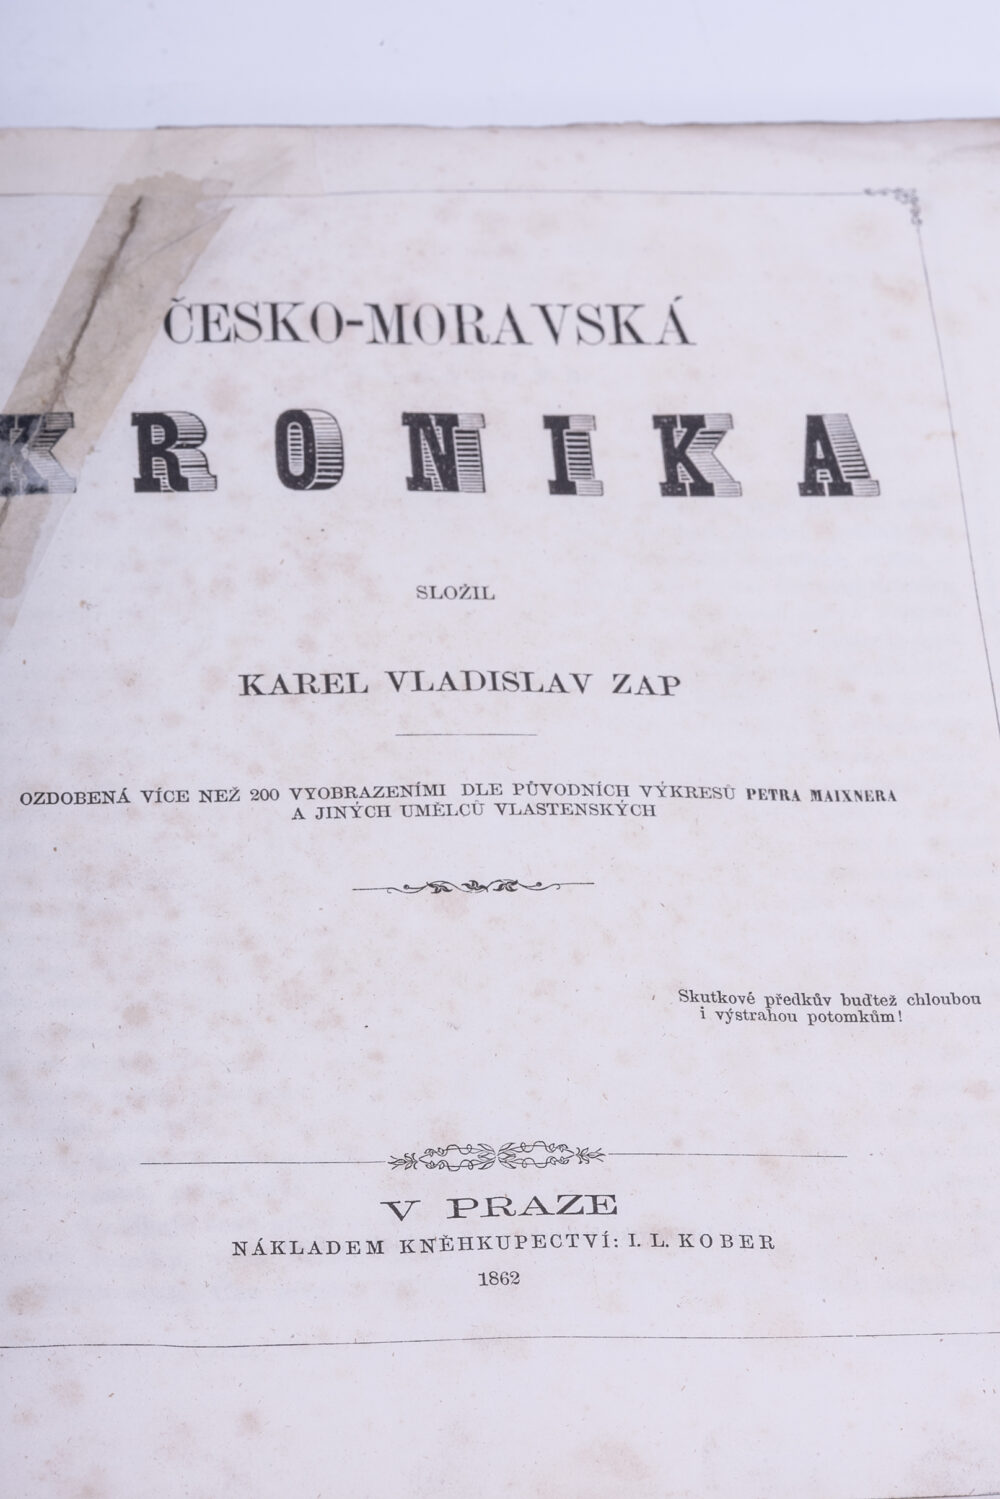 ČESKO-MORAVSKÁ
KRONIKA
SLOŽIL
KAREL VLADISLAV ZAP
OZDOBENÁ VÍCE NEŽ 200 VYOBRAZENÍMI DLE PŮVODNÍCH VÝKRESŮ PETRA MAIXNERA
A JINÝCH UMĚLCŮ VLASTENSKÝCH
Skutkové předkův buďtež chloubou
i výstrahou potomkům!
V PRAZE
NÁKLADEM KNĚHKUPECTVÍ: I. L. KOBER
1862